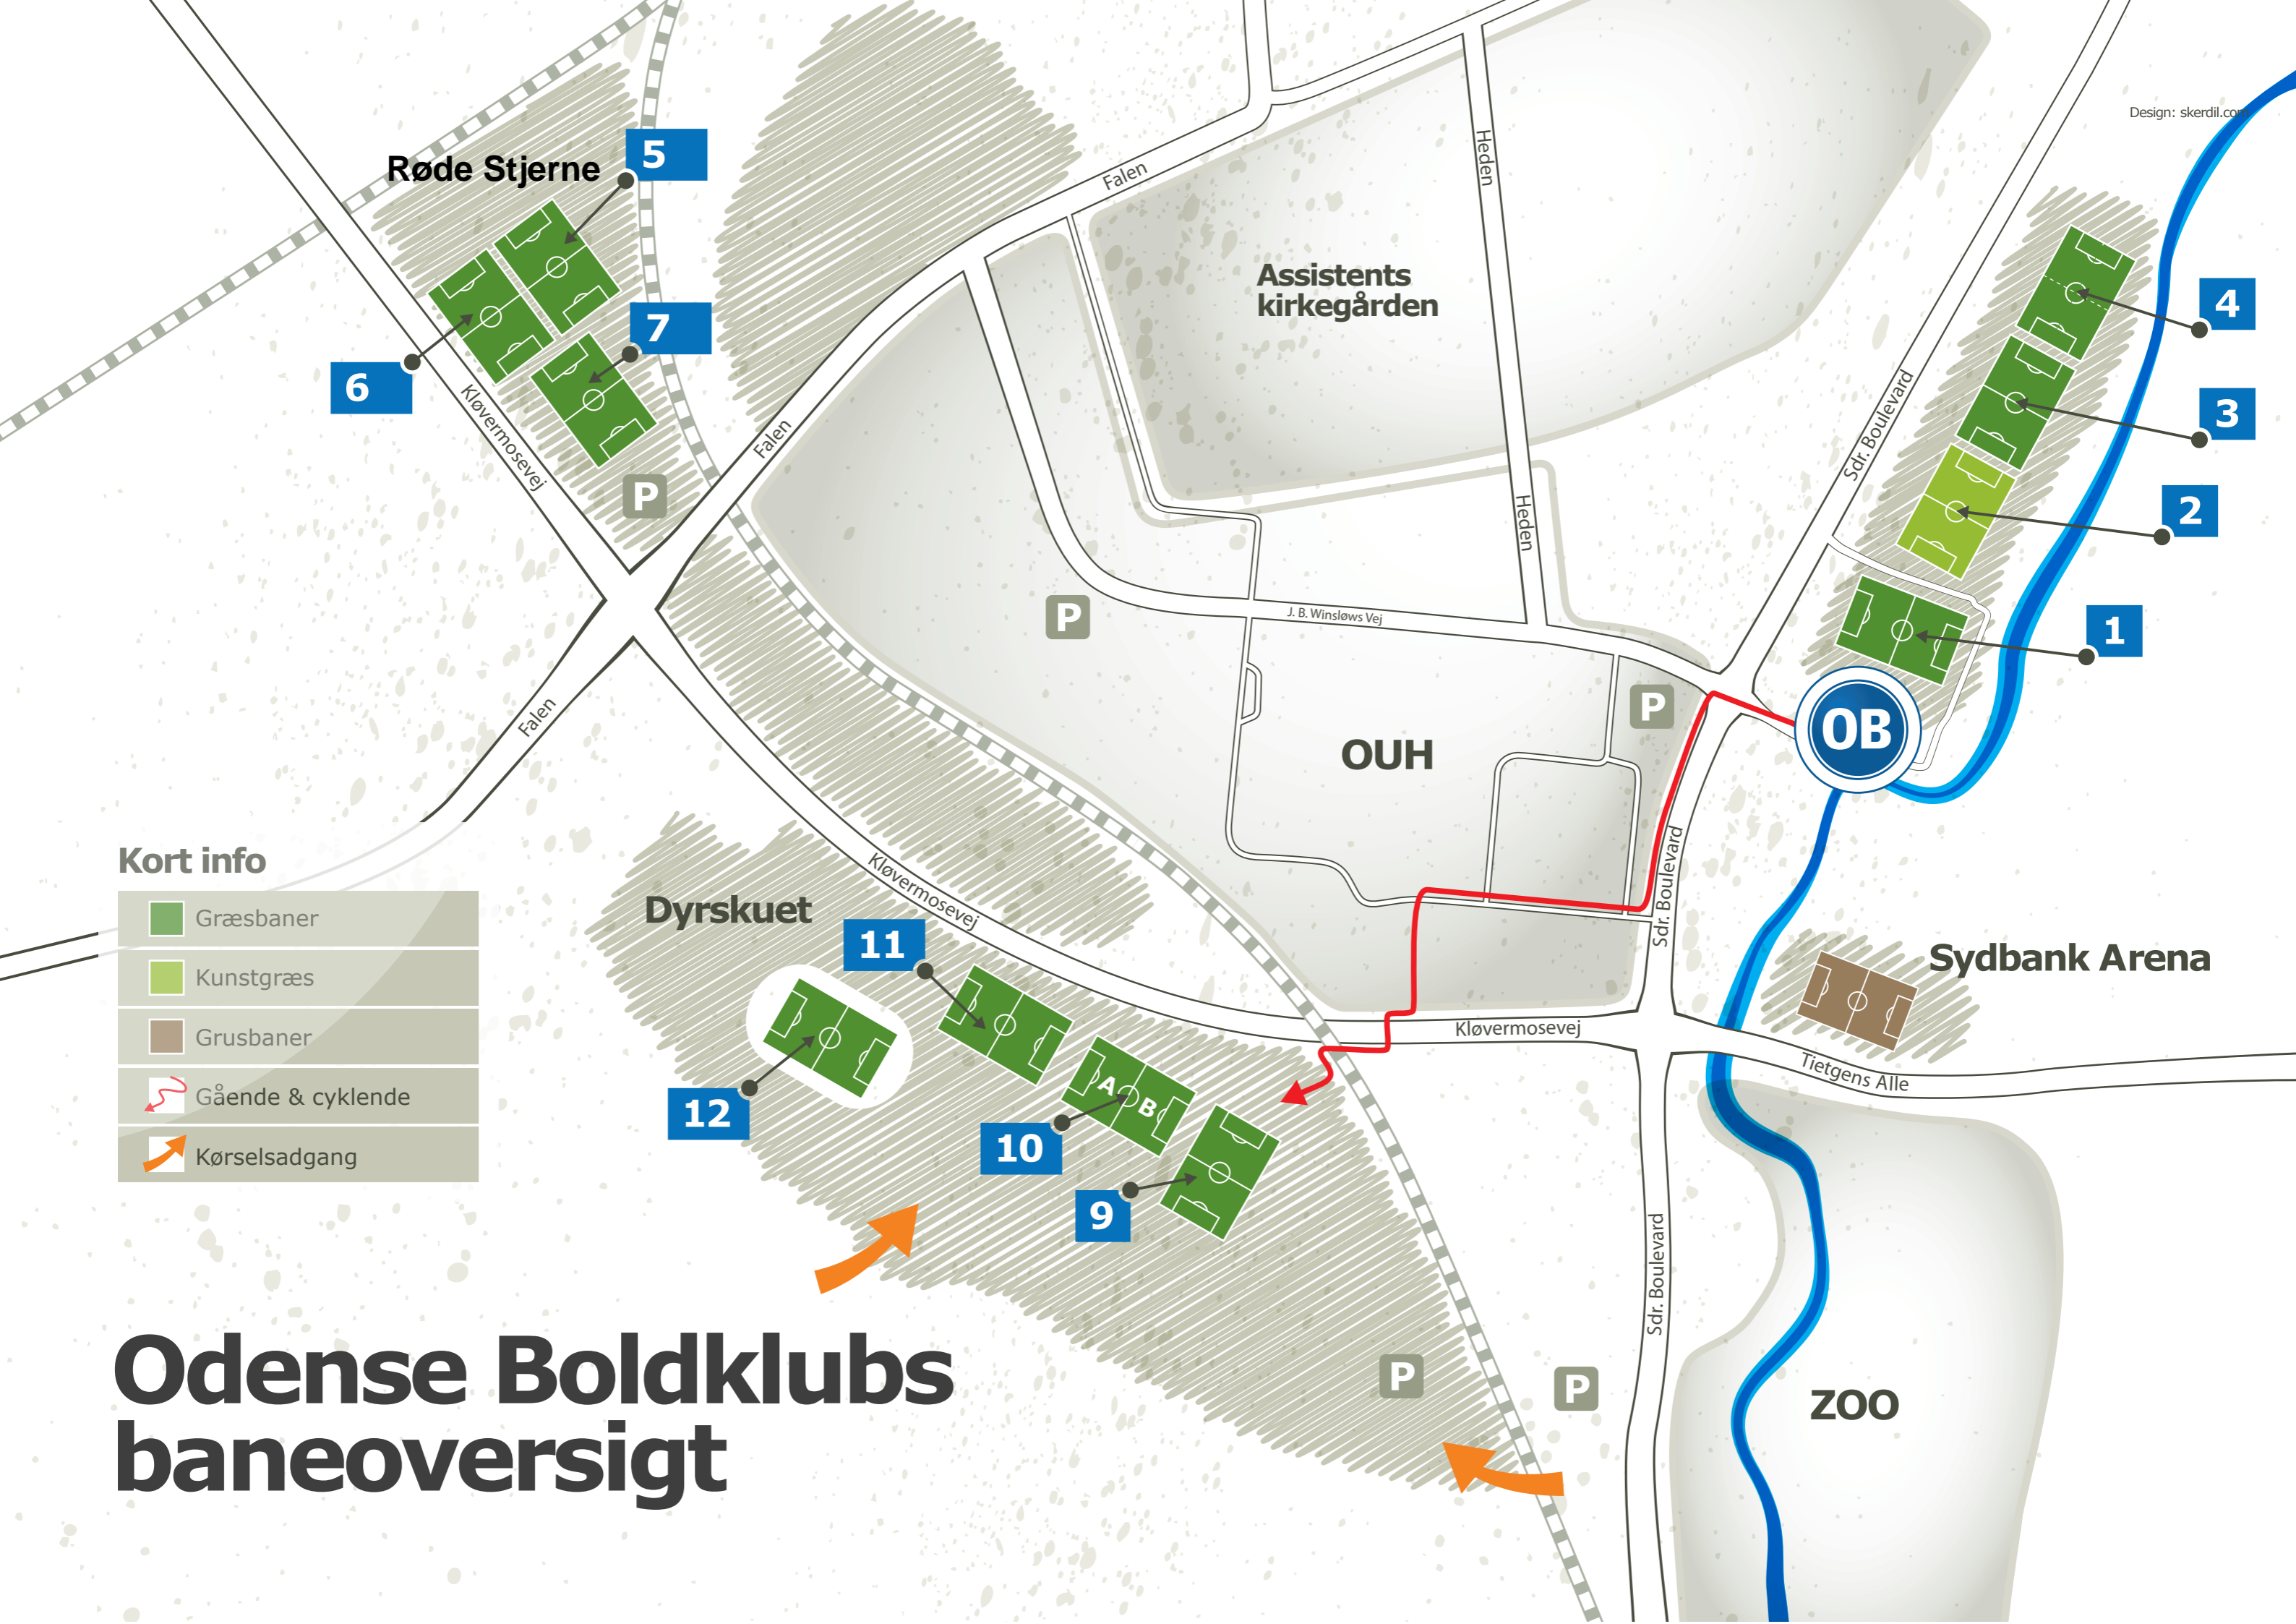 Design: skerdil.com
Røde Stjerne
5
7
6
Kløvermosevej
P
Falen
Falen
Heden
Assistents
kirkegården
Heden
Sdr. Boulevard
4
3
2
1
P
J. B. Winsløws Vej
P
OUH
OB
Falen
Sdr. Boulevard
Kort info
Græsbaner
Kunstgræs
Grusbaner
Gående & cyklende
Kørselsadgang
Dyrskuet
Kløvermosevej
11
12
10
A
B
9
Kløvermosevej
Sydbank Arena
Tietgens Alle
Sdr. Boulevard
P
P
ZOO
Odense Boldklubs
baneoversigt